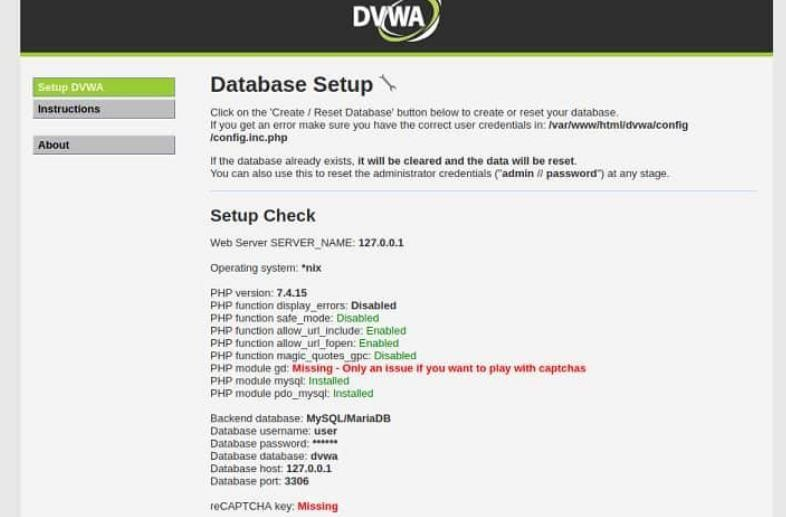 DVWA
Setup DVWA
Instructions
About
Database Setup
Click on the 'Create / Reset Database' button below to create or reset your database.
If you get an error make sure you have the correct user credentials in: /var/www/html/dvwa/config
/config.inc.php
If the database already exists, it will be cleared and the data will be reset.
You can also use this to reset the administrator credentials ("admin // password") at any stage.
Setup Check
Web Server SERVER_NAME: 127.0.0.1
Operating system: *nix
PHP version: 7.4.15
PHP function display_errors: Disabled
PHP function safe_mode: Disabled
PHP function allow_url_include: Enabled
PHP function allow_url_fopen: Enabled
PHP function magic_quotes_gpc: Disabled
PHP module gd: Missing - Only an issue if you want to play with captchas
PHP module mysql: Installed
PHP module pdo_mysql: Installed
Backend database: MySQL/MariaDB
Database username: user
Database password: ******
Database database: dvwa
Database host: 127.0.0.1
Database port: 3306
reCAPTCHA key: Missing